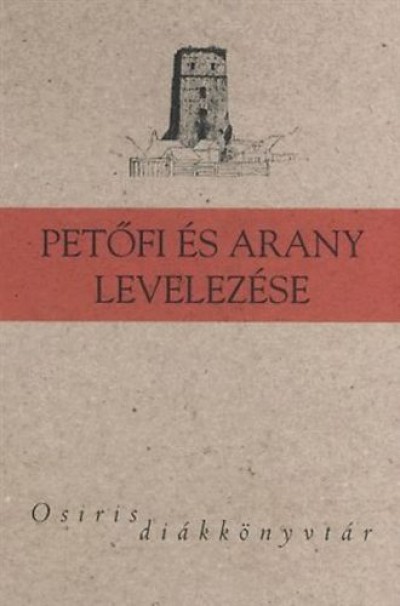 PETŐFI ÉS ARANY
LEVELEZÉSE
Osiris
diákkönyvtár